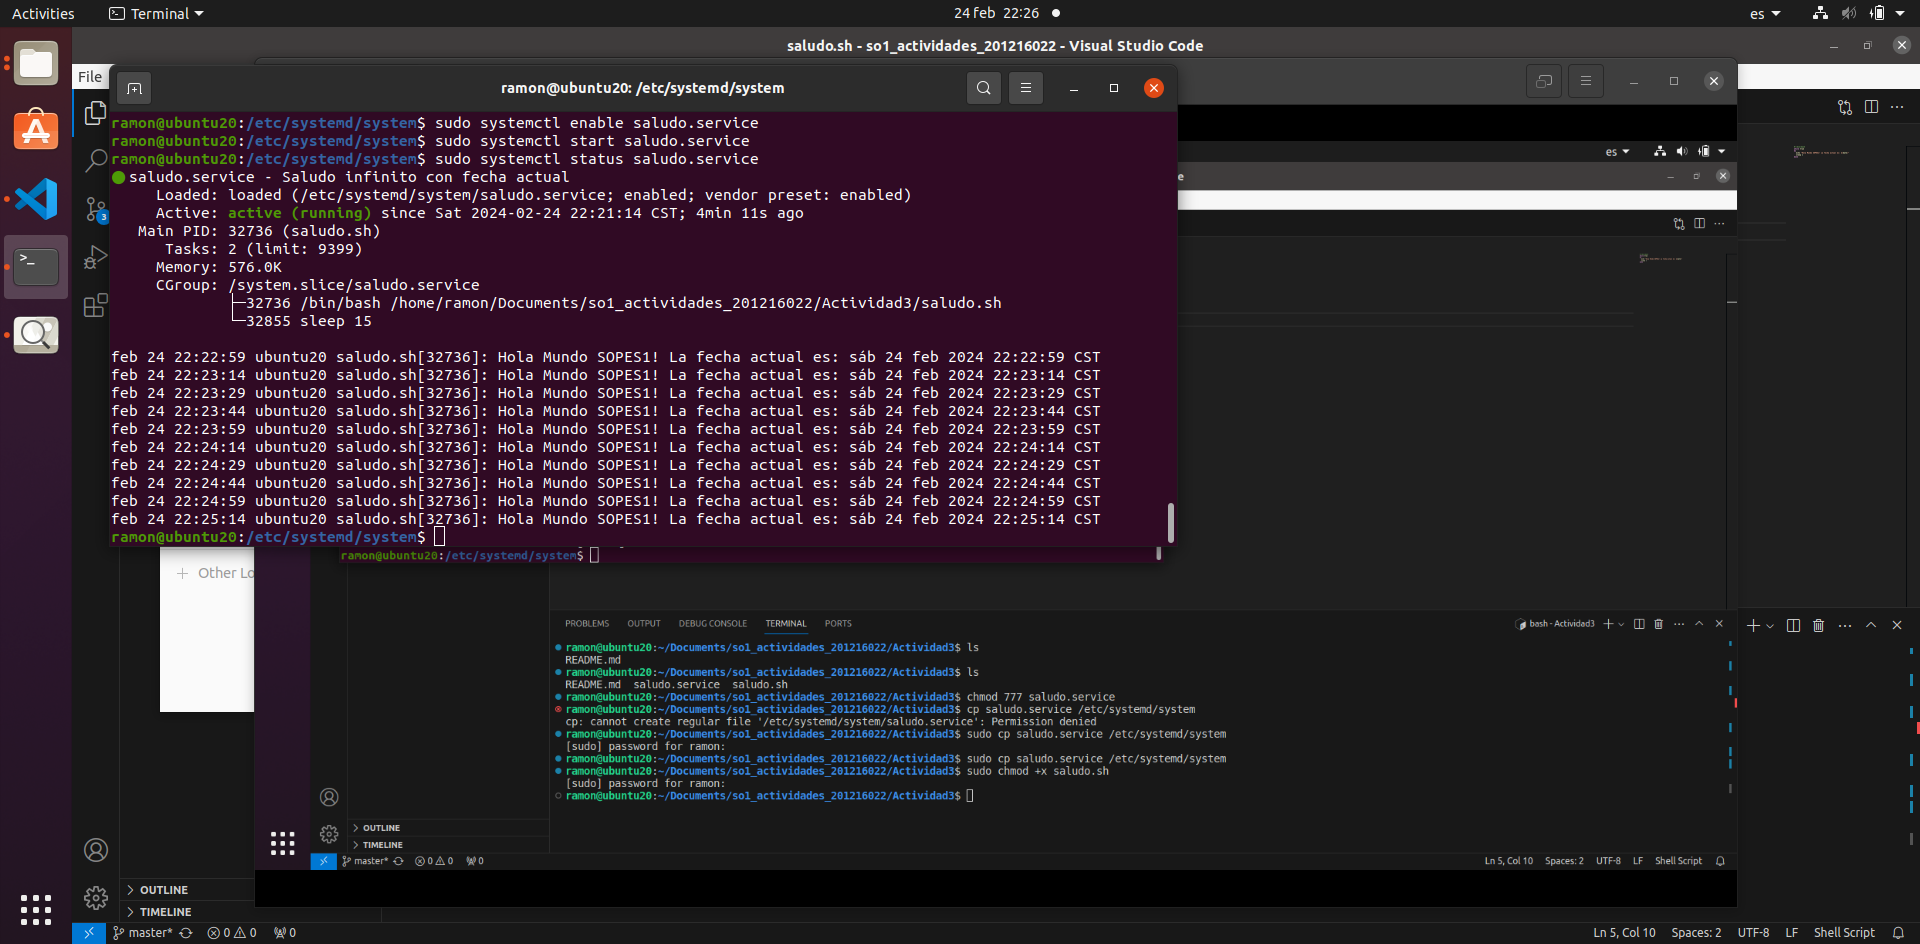 Activities
Terminal
24 feb 22:26
es
saludo.sh - so1_actividades_201216022 - Visual Studio Code
File
ramon@ubuntu20: /etc/systemd/system
ramon@ubuntu20:/etc/systemd/system$ sudo systemctl enable saludo.service
ramon@ubuntu20:/etc/systemd/system$ sudo systemctl start saludo.service
ramon@ubuntu20:/etc/systemd/system$ sudo systemctl status saludo.service
saludo.service - Saludo infinito con fecha actual
Loaded: loaded (/etc/systemd/system/saludo.service; enabled; vendor preset: enabled)
Active: active (running) since Sat 2024-02-24 22:21:14 CST; 4min 11s ago
Main PID: 32736 (saludo.sh)
Tasks: 2 (limit: 9399)
Memory: 576.0K
CGroup: /system.slice/saludo.service
├─32736 /bin/bash /home/ramon/Documents/so1_actividades_201216022/Actividad3/saludo.sh
└─32855 sleep 15
feb 24 22:22:59 ubuntu20 saludo.sh[32736]: Hola Mundo SOPES1! La fecha actual es: sáb 24 feb 2024 22:22:59 CST
feb 24 22:23:14 ubuntu20 saludo.sh[32736]: Hola Mundo SOPES1! La fecha actual es: sáb 24 feb 2024 22:23:14 CST
feb 24 22:23:29 ubuntu20 saludo.sh[32736]: Hola Mundo SOPES1! La fecha actual es: sáb 24 feb 2024 22:23:29 CST
feb 24 22:23:44 ubuntu20 saludo.sh[32736]: Hola Mundo SOPES1! La fecha actual es: sáb 24 feb 2024 22:23:44 CST
feb 24 22:23:59 ubuntu20 saludo.sh[32736]: Hola Mundo SOPES1! La fecha actual es: sáb 24 feb 2024 22:23:59 CST
feb 24 22:24:14 ubuntu20 saludo.sh[32736]: Hola Mundo SOPES1! La fecha actual es: sáb 24 feb 2024 22:24:14 CST
feb 24 22:24:29 ubuntu20 saludo.sh[32736]: Hola Mundo SOPES1! La fecha actual es: sáb 24 feb 2024 22:24:29 CST
feb 24 22:24:44 ubuntu20 saludo.sh[32736]: Hola Mundo SOPES1! La fecha actual es: sáb 24 feb 2024 22:24:44 CST
feb 24 22:24:59 ubuntu20 saludo.sh[32736]: Hola Mundo SOPES1! La fecha actual es: sáb 24 feb 2024 22:24:59 CST
feb 24 22:25:14 ubuntu20 saludo.sh[32736]: Hola Mundo SOPES1! La fecha actual es: sáb 24 feb 2024 22:25:14 CST
ramon@ubuntu20:/etc/systemd/system$
es
e
3
ramon@ubuntu20:/etc/systemd/system$
+ Other Lo
PROBLEMS OUTPUT DEBUG CONSOLE TERMINAL PORTS
bash - Actividad3
ramon@ubuntu20:~/Documents/so1_actividades_201216022/Actividad3$ ls
README.md
ramon@ubuntu20:~/Documents/so1_actividades_201216022/Actividad3$ ls
README.md saludo.service saludo.sh
ramon@ubuntu20:~/Documents/so1_actividades_201216022/Actividad3$ chmod 777 saludo.service
ramon@ubuntu20:~/Documents/so1_actividades_201216022/Actividad3$ cp saludo.service /etc/systemd/system
cp: cannot create regular file '/etc/systemd/system/saludo.service': Permission denied
ramon@ubuntu20:~/Documents/so1_actividades_201216022/Actividad3$ sudo cp saludo.service /etc/systemd/system
[sudo] password for ramon:
ramon@ubuntu20:~/Documents/so1_actividades_201216022/Actividad3$ sudo cp saludo.service /etc/systemd/system
ramon@ubuntu20:~/Documents/so1_actividades_201216022/Actividad3$ sudo chmod +x saludo.sh
[sudo] password for ramon:
ramon@ubuntu20:~/Documents/so1_actividades_201216022/Actividad3$
OUTLINE
TIMELINE
master* 0 0 0
Ln 5, Col 10 Spaces: 2 UTF-8 LF Shell Script
OUTLINE
TIMELINE
master* 0 0 0
Ln 5, Col 10 Spaces: 2 UTF-8 LF Shell Script